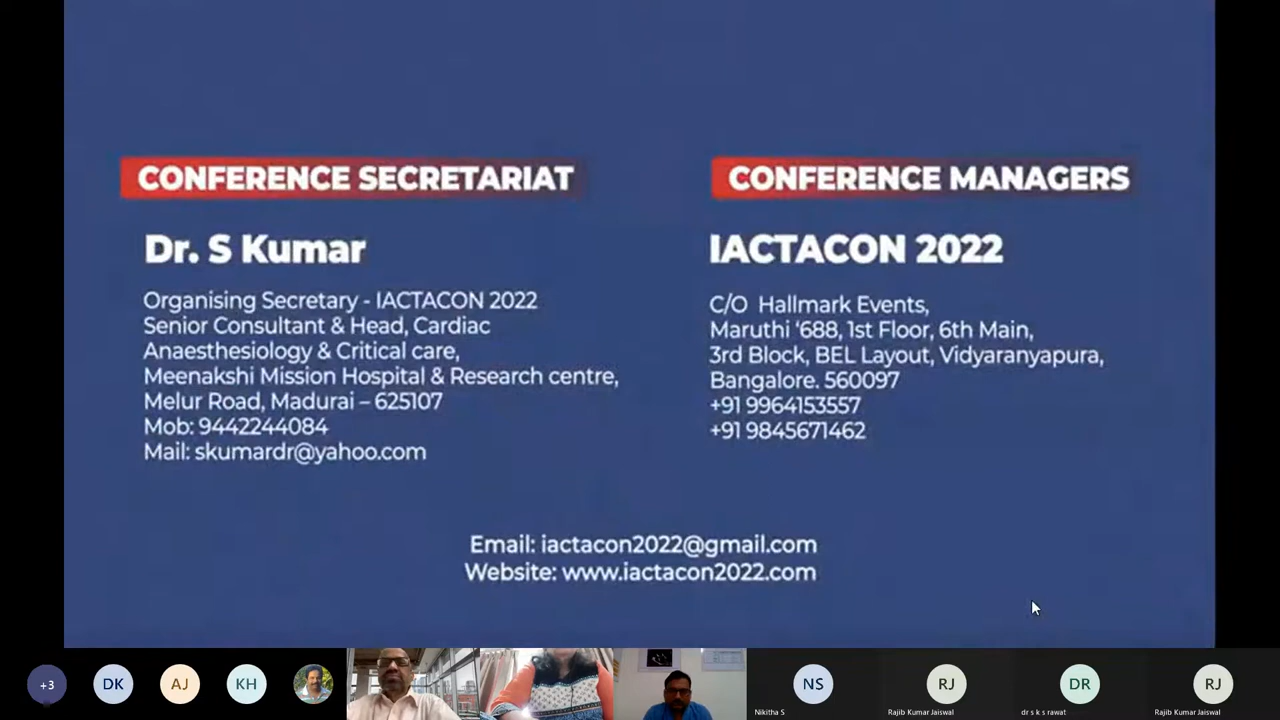 CONFERENCE SECRETARIAT
Dr. S Kumar
Organising Secretary - IACTACON 2022
Senior Consultant & Head, Cardiac
Anaesthesiology & Critical care,
Meenakshi Mission Hospital & Research centre,
Melur Road, Madurai – 625107
Mob: 9442244084
Mail: skumardr@yahoo.com
CONFERENCE MANAGERS
IACTACON 2022
C/O Hallmark Events,
Maruthi ‘688, 1st Floor, 6th Main,
3rd Block, BEL Layout, Vidyaranyapura,
Bangalore. 560097
+91 9964153557
+91 9845671462
Email: iactacon2022@gmail.com
Website: www.iactacon2022.com
+3
DK
AJ
KH
NS
Nikitha S
RJ
Rajib Kumar Jaiswal
DR
dr s k s rawat
RJ
Rajib Kumar Jaiswal